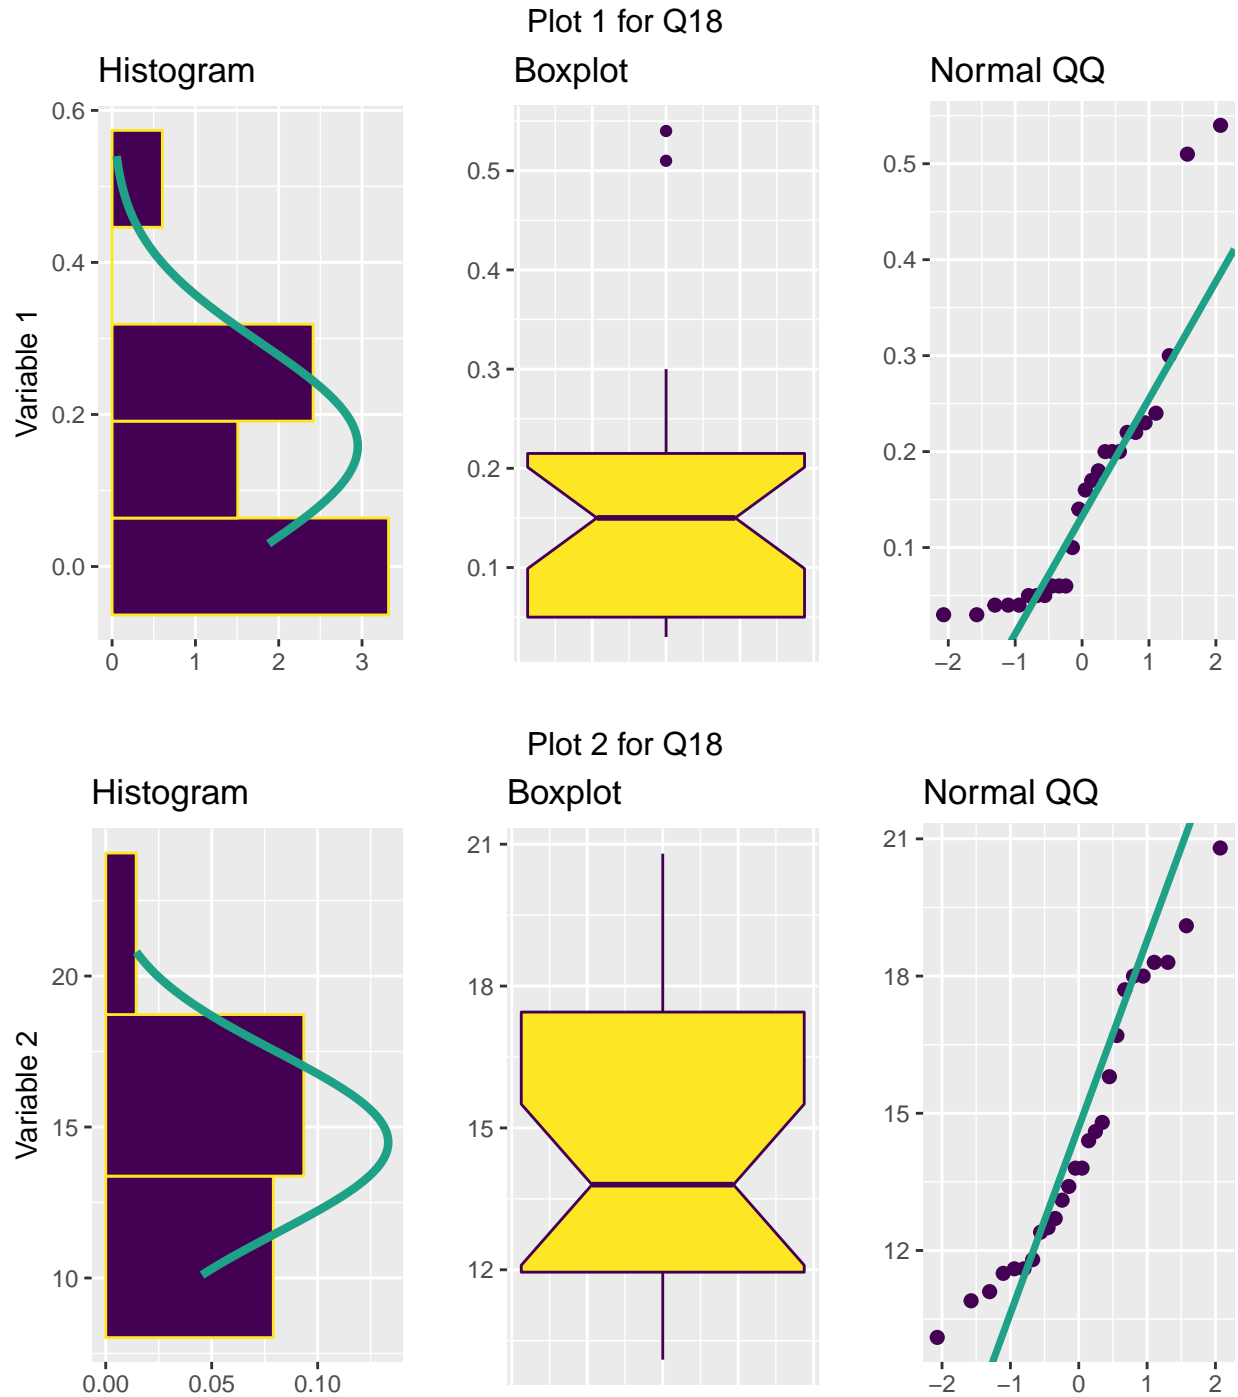 Plot 1 for Q18
Histogram
Boxplot
Normal QQ
Variable 1
0.6
0.4
0.2
0.0
0 1 2 3
0.5
0.4
0.3
0.2
0.1
0.5
0.4
0.3
0.2
0.1
−2 −1 0 1 2
Plot 2 for Q18
Histogram
Boxplot
Normal QQ
Variable 2
20
15
10
0.00 0.05 0.10
21
18
15
12
21
18
15
12
−2 −1 0 1 2